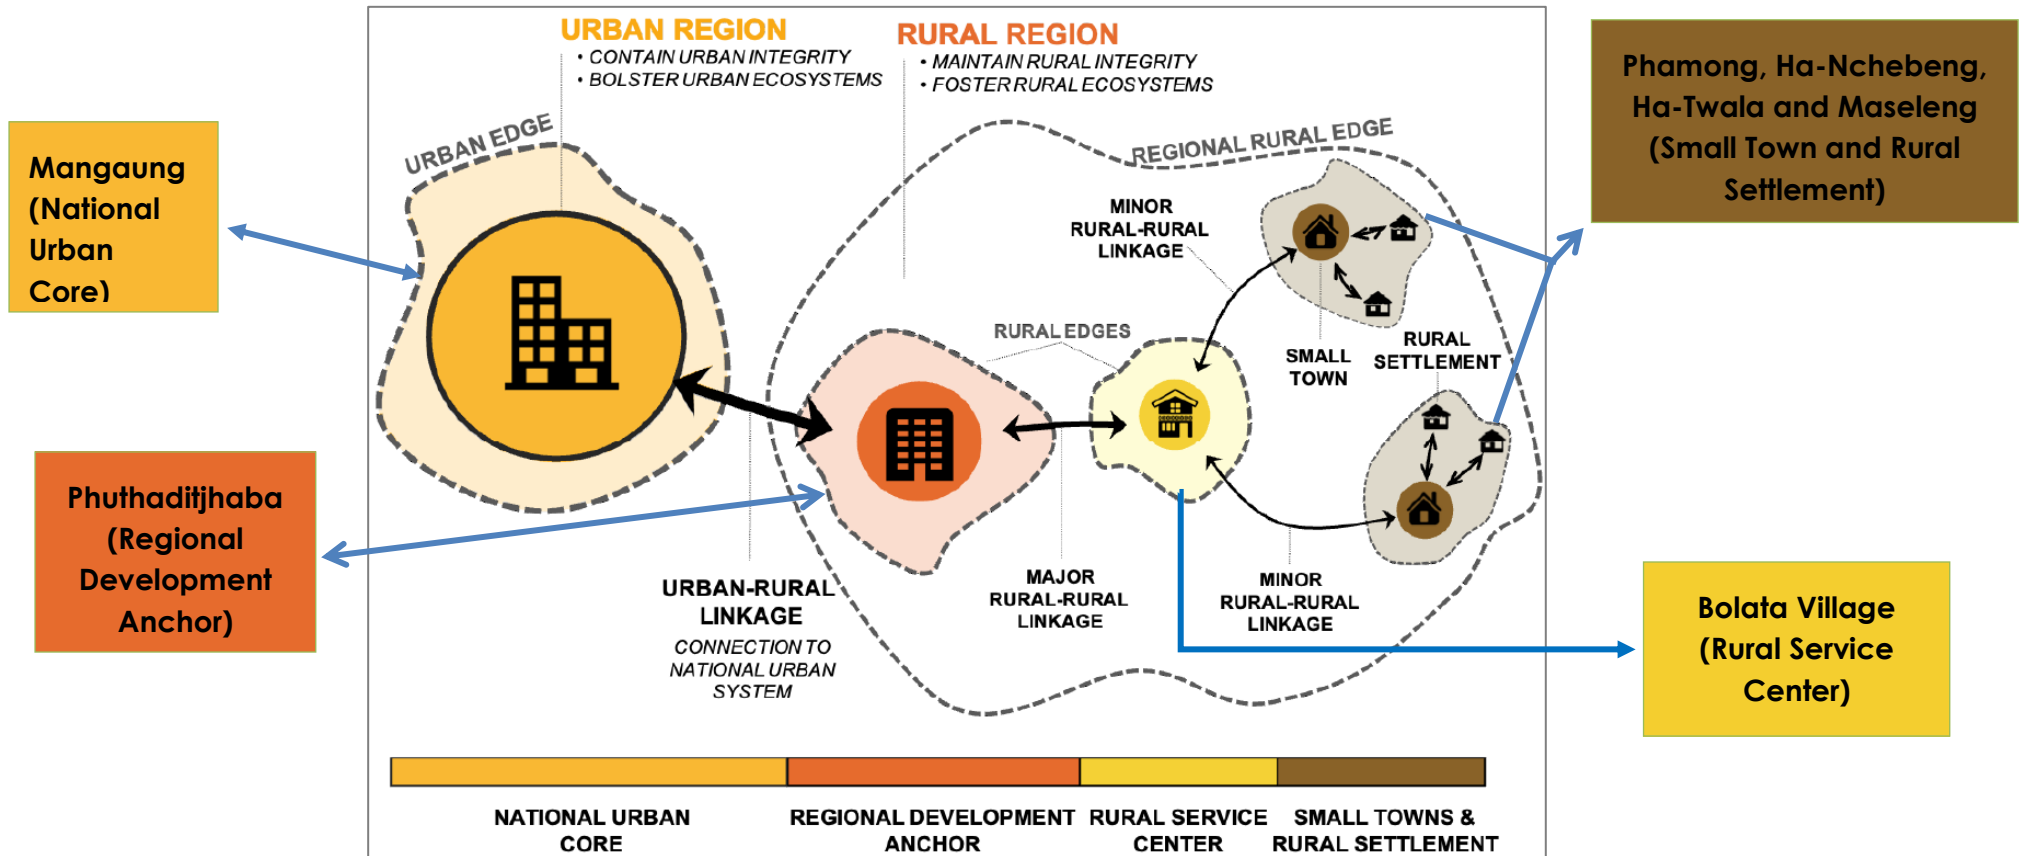 URBAN REGION
• CONTAIN URBAN INTEGRITY
• BOLSTER URBAN ECOSYSTEMS
RURAL REGION
• MAINTAIN RURAL INTEGRITY
• FOSTER RURAL ECOSYSTEMS
Phamong, Ha-Nchebeng,
Ha-Twala and Maseleng
(Small Town and Rural
Settlement)
Mangaung
(National
Urban
Core)
URBAN EDGE
REGIONAL RURAL EDGE
MINOR
RURAL-RURAL
LINKAGE
RURAL EDGES
SMALL
TOWN
RURAL
SETTLEMENT
Phuthaditjhaba
(Regional
Development
Anchor)
URBAN-RURAL
LINKAGE
CONNECTION TO
NATIONAL URBAN
SYSTEM
MAJOR
RURAL-RURAL
LINKAGE
MINOR
RURAL-RURAL
LINKAGE
Bolata Village
(Rural Service
Center)
NATIONAL URBAN
CORE
REGIONAL DEVELOPMENT
ANCHOR
RURAL SERVICE
CENTER
SMALL TOWNS &
RURAL SETTLEMENT